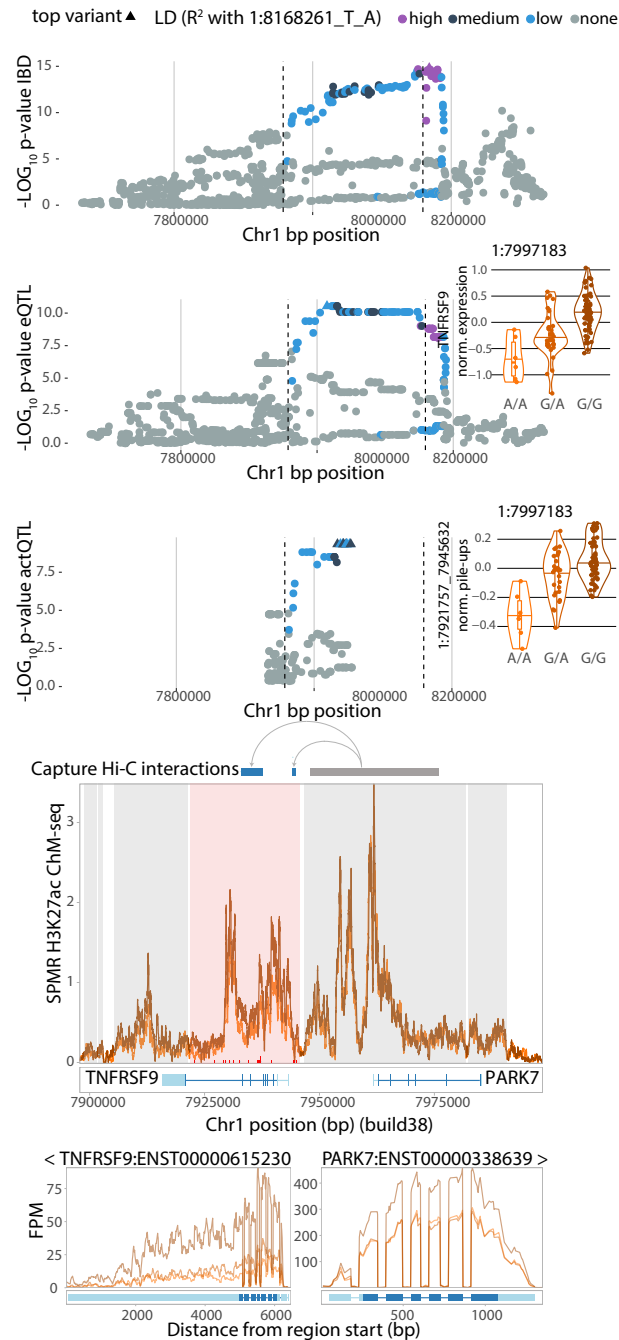 top variant▲ LD (R² with 1:8168261_T_A) ●high ●medium ●low ●none
-LOG₁₀ p-value IBD
15 -
10 -
5 -
0 -
7800000 8000000 8200000
Chr1 bp position
1:7997183
-LOG₁₀ p-value eQTL
10.0-
7.5-
5.0-
2.5-
0.0-
TNFRSF9
norm. expression
1.0
0.5
0.0
−0.5
−1.0
A/A G/A G/G
7800000 8000000 8200000
Chr1 bp position
1:7997183
-LOG₁₀ p-value actQTL
7.5-
5.0-
2.5-
0.0-
1:7921757_7945632
norm. pile-ups
0.2
0.0
−0.2
−0.4
A/A G/A G/G
7800000 8000000 8200000
Chr1 bp position
Capture Hi-C interactions
SPMR H3K27ac ChM-seq
3
2
1
0
TNFRSF9 PARK7
7900000 7925000 7950000 7975000
Chr1 position (bp) (build38)
< TNFRSF9:ENST00000615230 PARK7:ENST00000338639 >
FPM
75
50
25
0
400
300
200
100
2000 4000 6000 500 1000
Distance from region start (bp)